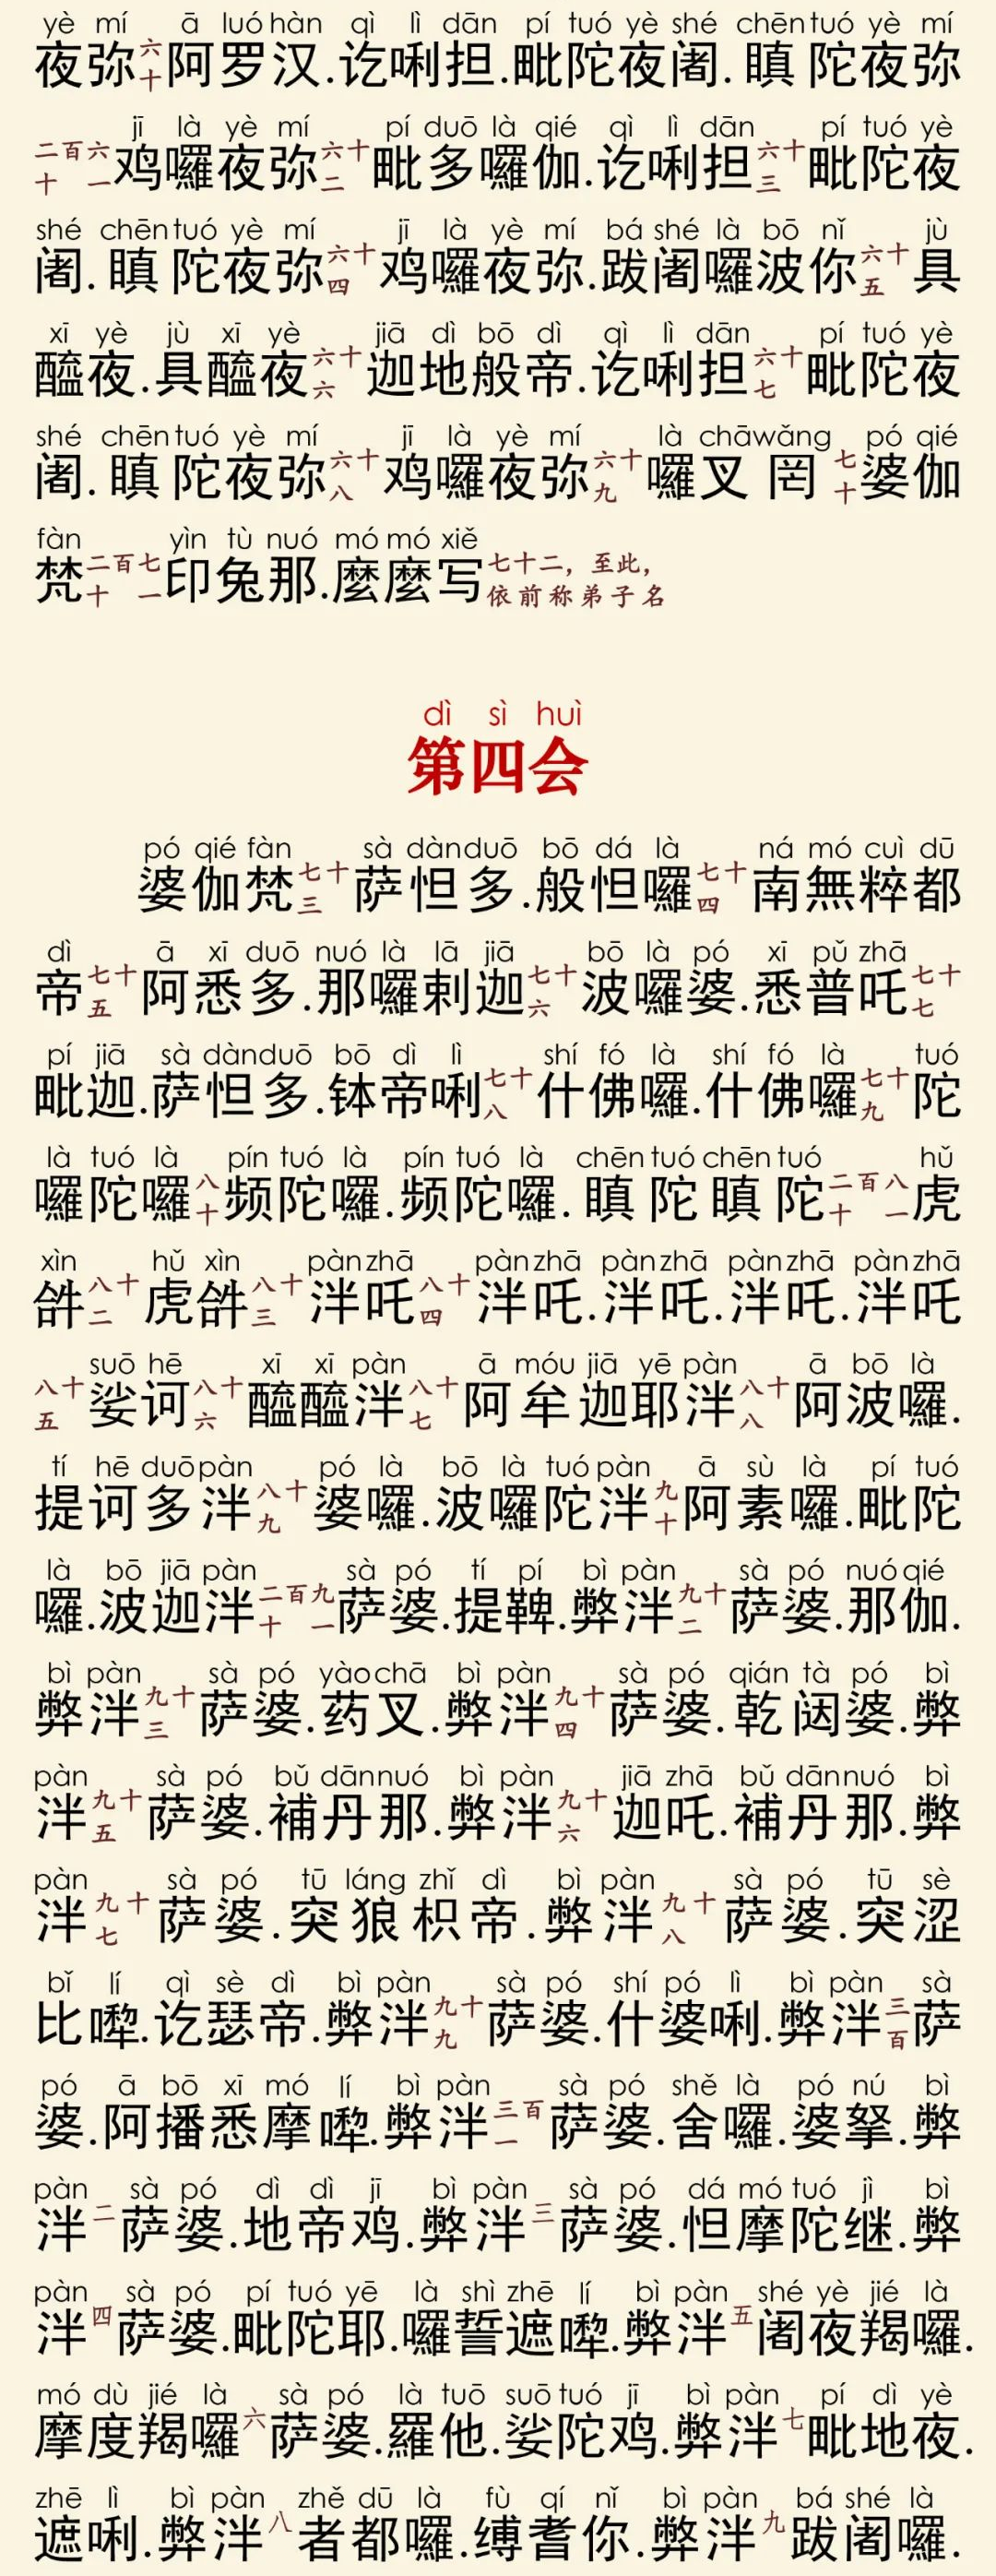 yè mí ā luó hàn qì lì dān pí tuó yè shé chēn tuó yè mí
夜弥六十阿罗汉.讫唎担.毗陀夜阇.瞋陀夜弥
jī là yè mí pí duō là qié qì lì dān pí tuó yè
二百六十一鸡囉夜弥六十二毗多囉伽.讫唎担六十三毗陀夜
shé chēn tuó yè mí jī là yè mí bá shé là bō nǐ jù
阇.瞋陀夜弥六十四鸡囉夜弥.跋阇囉波你六十五具
xī yè jù xī yè jiā dì bō dì qì lì dān pí tuó yè
醯夜.具醯夜六十六迦地般帝.讫唎担六十七毗陀夜
shé chēn tuó yè mí jī là yè mí là chā wǎng pó qié
阇.瞋陀夜弥六十八鸡囉夜弥六十九囉叉罔七十婆伽
fàn yìn tù nuó mó mó xiě
梵二百七十一印兔那.麼麼写七十二，至此，依前称弟子名
dì sì huì
第四会
pó qié fàn sà dàn duō bō dá là ná mó cuì dū
婆伽梵七十三萨怛多.般怛囉七十四南無粹都
dì ā xī duō nuó là lā jiā bō là pó xī pǔ zhā
帝七十五阿悉多.那囉剌迦七十六波囉婆.悉普吒七十七
pí jiā sà dàn duō bō dì lì shí fó là shí fó là tuó
毗迦.萨怛多.钵帝唎七十八什佛囉.什佛囉七十九陀
là tuó là pín tuó là pín tuó là chēn tuó chēn tuó hǔ
囉陀囉八十频陀囉.频陀囉.瞋陀瞋陀二百八十一虎
xìn hǔ xìn pàn zhā pàn zhā pàn zhā pàn zhā pàn zhā
𤙖八十二虎𤙖八十三泮吒八十四泮吒.泮吒.泮吒.泮吒
suō hē xī xī pàn ā móu jiā yē pàn ā bō là
八十五娑诃八十六醯醯泮八十七阿牟迦耶泮八十八阿波囉.
tí hē duō pàn pó là bō là tuó pàn ā sù là pí tuó
提诃多泮八十九婆囉.波囉陀泮九十阿素囉.毗陀
là bō jiā pàn sà pó tí pí bì pàn sà pó nuó qié
囉.波迦泮二百九十一萨婆.提鞞.弊泮九十二萨婆.那伽.
bì pàn sà pó yào chā bì pàn sà pó qián tà pó bì
弊泮九十三萨婆.药叉.弊泮九十四萨婆.乾闼婆.弊
pàn sà pó bǔ dān nuó bì pàn jiā zhā bǔ dān nuó bì
泮九十五萨婆.補丹那.弊泮九十六迦吒.補丹那.弊
pàn sà pó tū láng zhǐ dì bì pàn sà pó tū sè
泮九十七萨婆.突狼枳帝.弊泮九十八萨婆.突涩
bǐ lí qì sè dì bì pàn sà pó shí pó lì bì pàn sà
比㗚.讫瑟帝.弊泮九十九萨婆.什婆唎.弊泮三百萨
pó ā bō xī mó lí bì pàn sà pó shě là pó nú bì
婆.阿播悉摩㗚.弊泮三百一萨婆.舍囉.婆拏.弊
pàn sà pó dì dì jī bì pàn sà pó dá mó tuó jì bì
泮二萨婆.地帝鸡.弊泮三萨婆.怛摩陀继.弊
pàn sà pó pí tuó yē là shì zhē lí bì pàn shé yè jié là
泮四萨婆.毗陀耶.囉誓遮㗚.弊泮五阇夜羯囉.
mó dù jié là sà pó là tuō suō tuó jī bì pàn pí dì yè
摩度羯囉六萨婆.羅他.娑陀鸡.弊泮七毗地夜.
zhē lì bì pàn zhě dū là fù qí nǐ bì pàn bá shé là
遮唎.弊泮八者都囉.缚耆你.弊泮九跋阇囉.